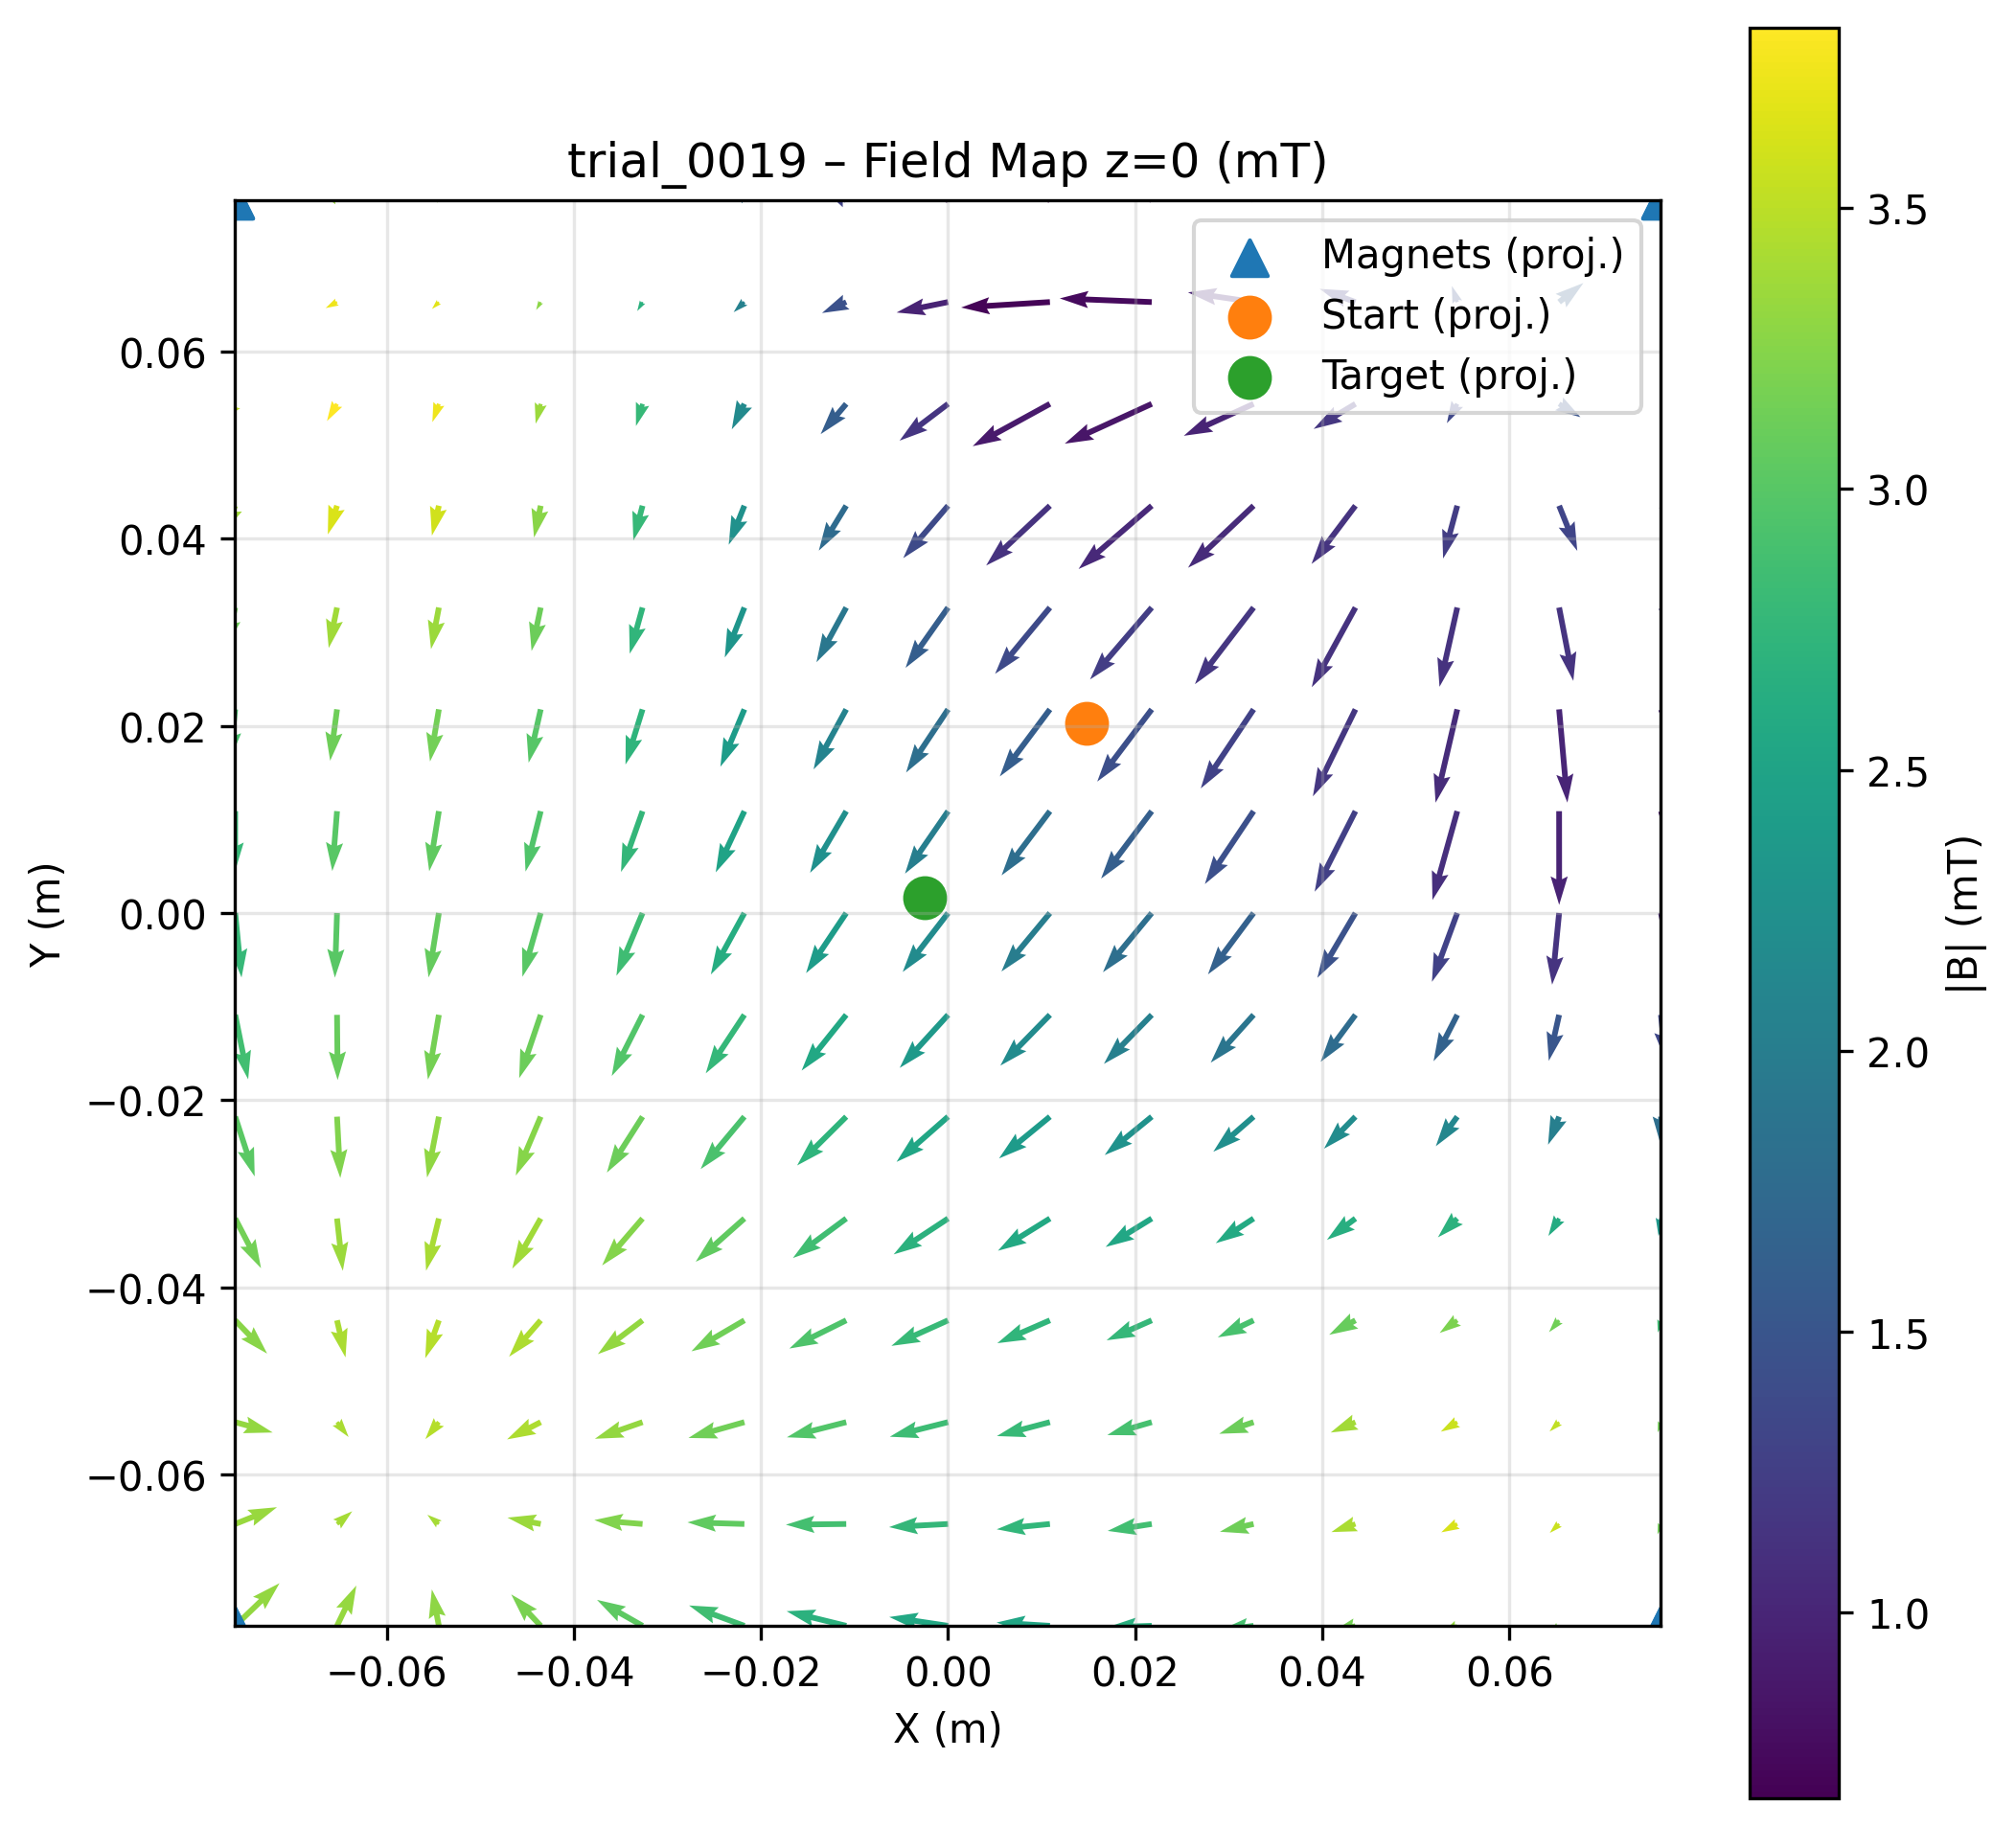 trial_0019 – Field Map z=0 (mT)
Magnets (proj.)
Start (proj.)
Target (proj.)
Y (m)
0.06
0.04
0.02
0.00
−0.02
−0.04
−0.06
−0.06
−0.04
−0.02
0.00
0.02
0.04
0.06
X (m)
3.5
3.0
2.5
2.0
1.5
1.0
|B| (mT)